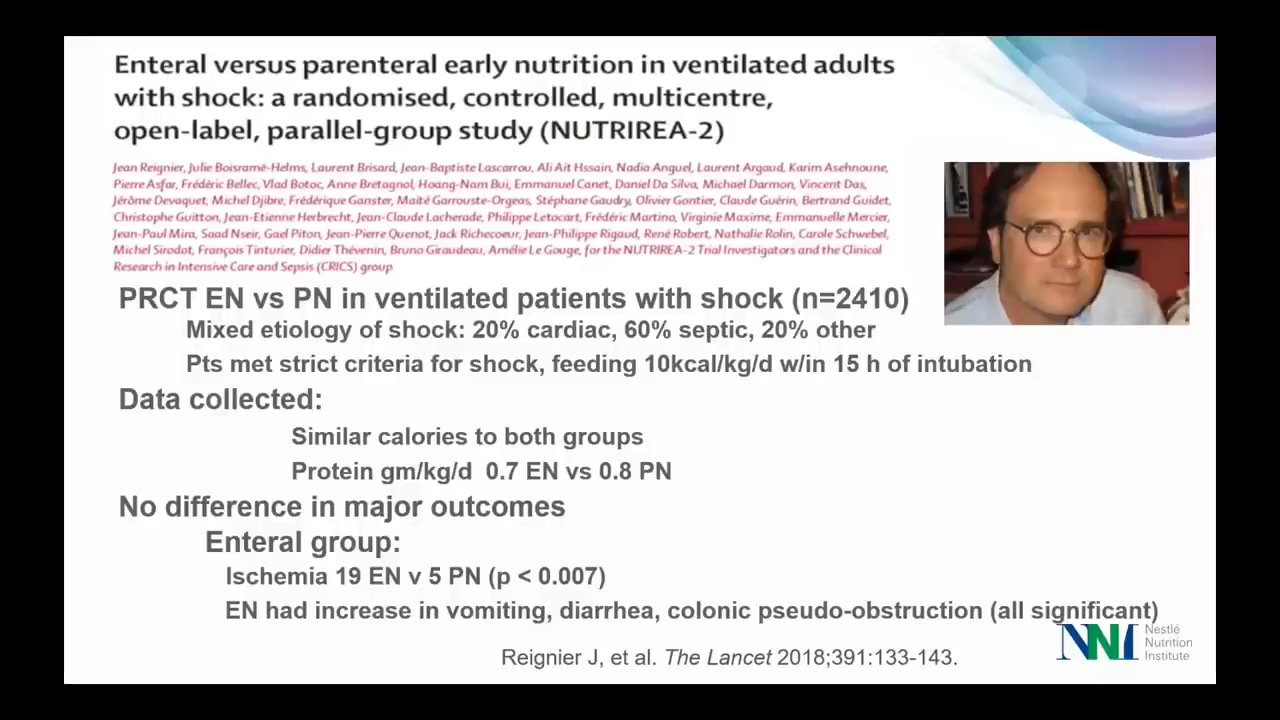 Enteral versus parenteral early nutrition in ventilated adults
with shock: a randomised, controlled, multicentre,
open-label, parallel-group study (NUTRIREA-2)
Jean Reignier, Julie Boisramé-Helms, Laurent Brisard, Jean-Baptiste Lascarrou, Ali Ait Hssain, Nadia Anguel, Laurent Argaud, Karim Asehnoune,
Pierre Asfar, Frédéric Bellec, Vlad Botoc, Anne Bretagnol, Hoang-Nam Bui, Emmanuel Canet, Daniel Da Silva, Michael Darmon, Vincent Das,
Jérôme Devaquet, Michel Djibre, Frédérique Ganster, Maité Garrouste-Orgeas, Stéphane Gaudry, Olivier Gontier, Claude Guérin, Bertrand Guidet,
Christophe Guitton, Jean-Etienne Herbrecht, Jean-Claude Lacherade, Philippe Letocart, Frédéric Martino, Virginie Maxime, Emmanuelle Mercier,
Jean-Paul Mira, Saad Nseir, Gael Piton, Jean-Pierre Quenot, Jack Richecoeur, Jean-Philippe Rigaud, René Robert, Nathalie Rolin, Carole Schwebel,
Michel Sirodot, François Tinturier, Didier Thévenin, Bruno Giraudeau, Amélie Le Gouge, for the NUTRIREA-2 Trial Investigators and the Clinical
Research in Intensive Care and Sepsis (CRICS) group
PRCT EN vs PN in ventilated patients with shock (n=2410)
Mixed etiology of shock: 20% cardiac, 60% septic, 20% other
Pts met strict criteria for shock, feeding 10kcal/kg/d w/in 15 h of intubation
Data collected:
Similar calories to both groups
Protein gm/kg/d 0.7 EN vs 0.8 PN
No difference in major outcomes
Enteral group:
Ischemia 19 EN v 5 PN (p < 0.007)
EN had increase in vomiting, diarrhea, colonic pseudo-obstruction (all significant)
NNI Nestlé
Nutrition
Institute
Reignier J, et al. The Lancet 2018;391:133-143.